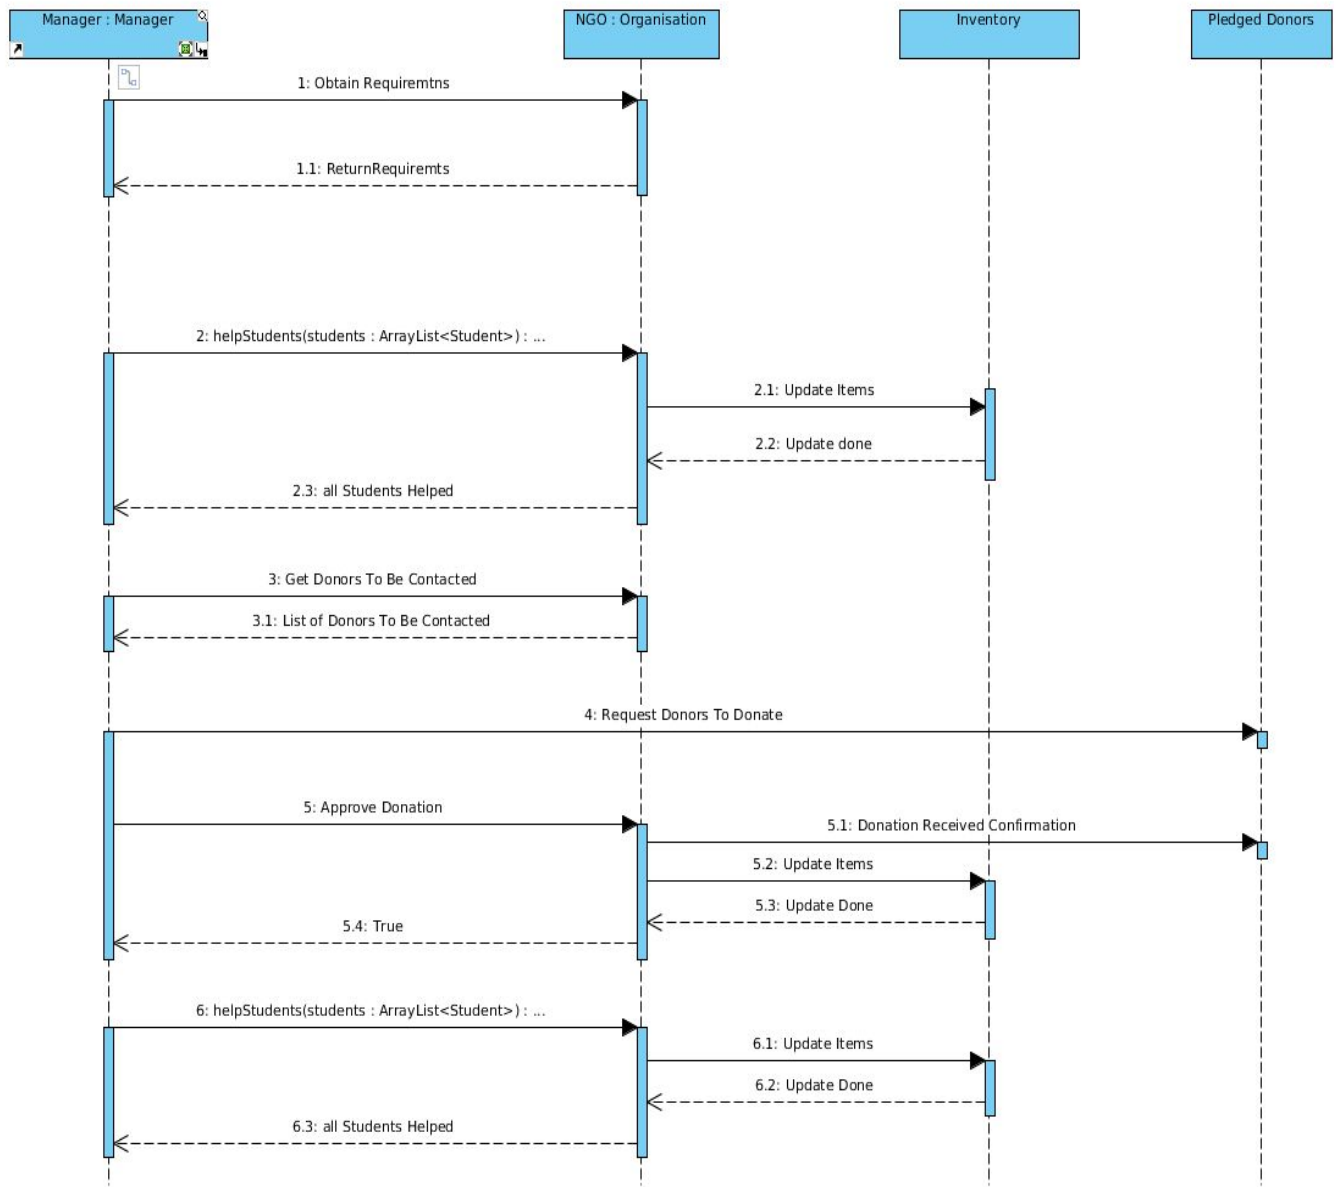 Manager : Manager
NGO : Organisation
Inventory
Pledged Donors
1: Obtain Requiremtns
1.1: ReturnRequiremts
2: helpStudents(students : ArrayList<Student>) : ...
2.1: Update Items
2.2: Update done
2.3: all Students Helped
3: Get Donors To Be Contacted
3.1: List of Donors To Be Contacted
4: Request Donors To Donate
5: Approve Donation
5.1: Donation Received Confirmation
5.2: Update Items
5.3: Update Done
5.4: True
6: helpStudents(students : ArrayList<Student>) : ...
6.1: Update Items
6.2: Update Done
6.3: all Students Helped